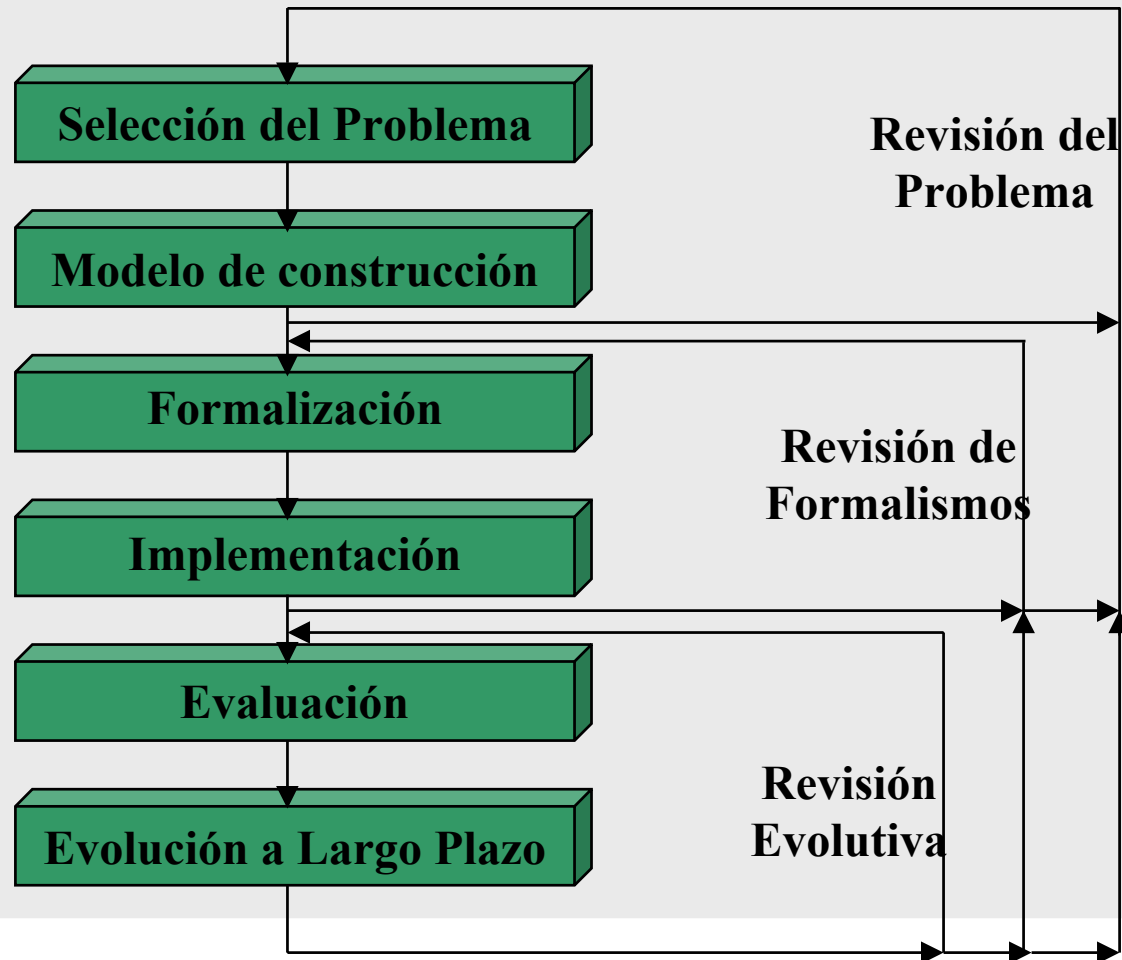 Selección del Problema
Revisión del
Problema
Modelo de construcción
Formalización
Revisión de
Formalismos
Implementación
Evaluación
Revisión
Evolutiva
Evolución a Largo Plazo